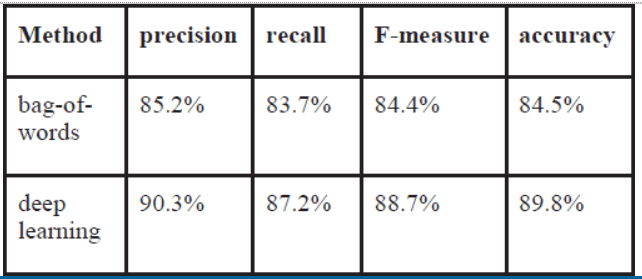 Method precision recall F-measure accuracy
bag-of-words 85.2% 83.7% 84.4% 84.5%
deep learning 90.3% 87.2% 88.7% 89.8%